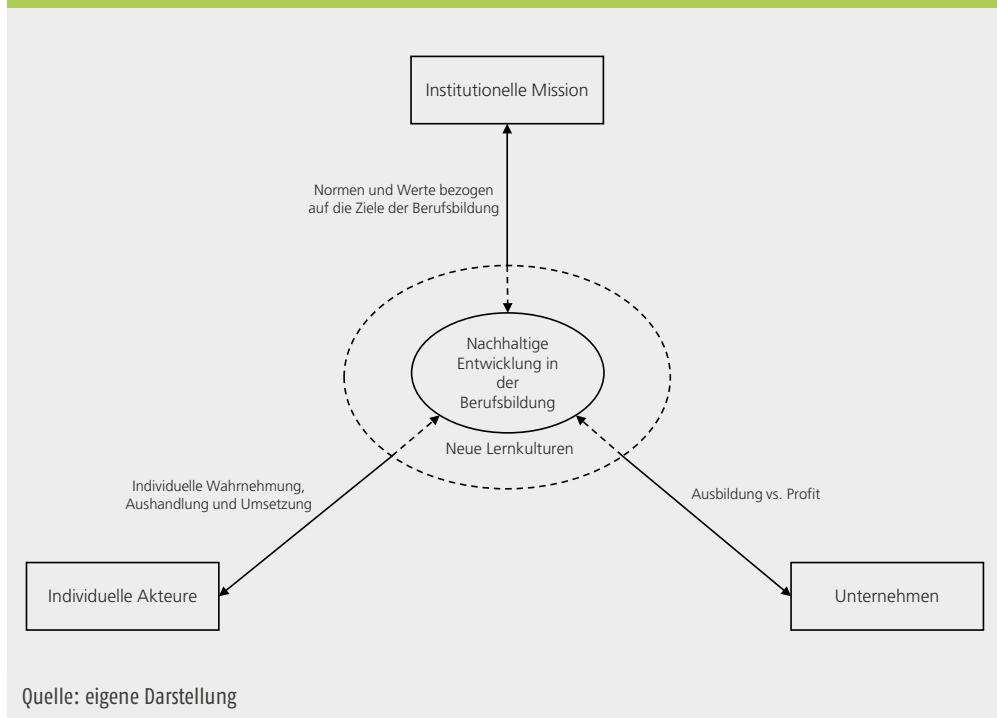 Institutionelle Mission
Normen und Werte bezogen
auf die Ziele der Berufsbildung
Nachhaltige
Entwicklung in
der
Berufsbildung
Neue Lernkulturen
Individuelle Wahrnehmung,
Aushandlung und Umsetzung
Ausbildung vs. Profit
Individuelle Akteure
Unternehmen
Quelle: eigene Darstellung